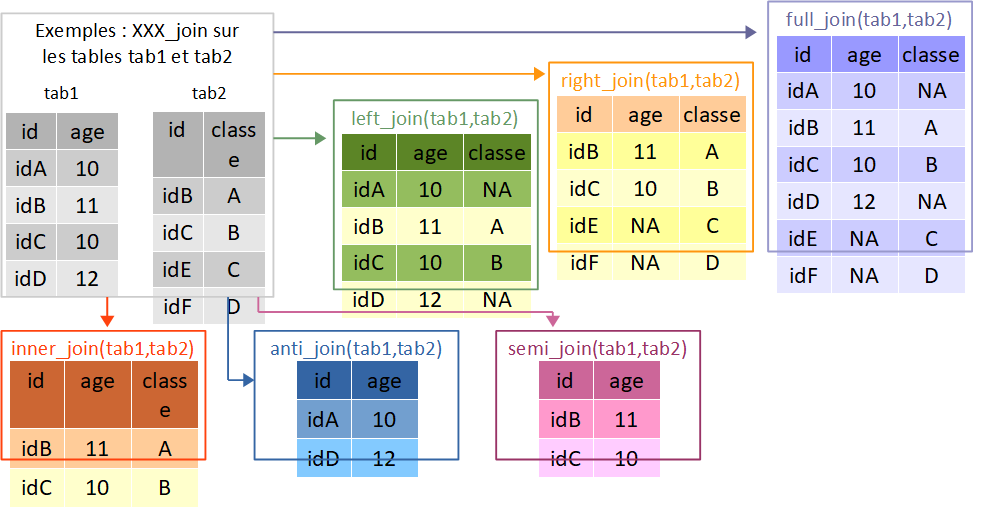 Exemples : XXX_join sur
les tables tab1 et tab2
tab1
id age
idA 10
idB 11
idC 10
idD 12
tab2
id class
e
idB A
idC B
idE C
idF D
left_join(tab1,tab2)
id age classe
idA 10 NA
idB 11 A
idC 10 B
idD 12 NA
right_join(tab1,tab2)
id age classe
idB 11 A
idC 10 B
idE NA C
idF NA D
full_join(tab1,tab2)
id age classe
idA 10 NA
idB 11 A
idC 10 B
idD 12 NA
idE NA C
idF NA D
inner_join(tab1,tab2)
id age class
e
idB 11 A
idC 10 B
anti_join(tab1,tab2)
id age
idA 10
idD 12
semi_join(tab1,tab2)
id age
idB 11
idC 10